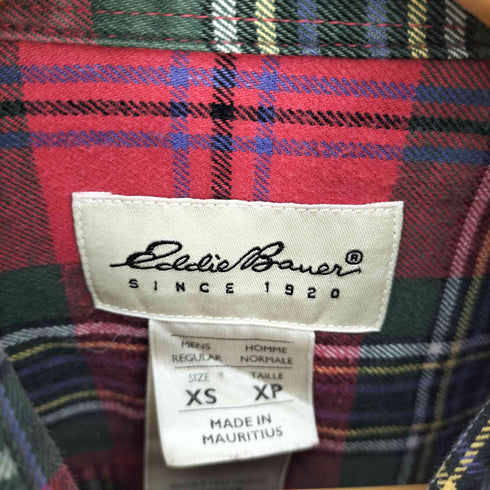 Eddie Bauer®
SINCE 1920
MENS HOMME
REGULAR NORMALE
SIZE TAILLE
XS XP
MADE IN
MAURITIUS